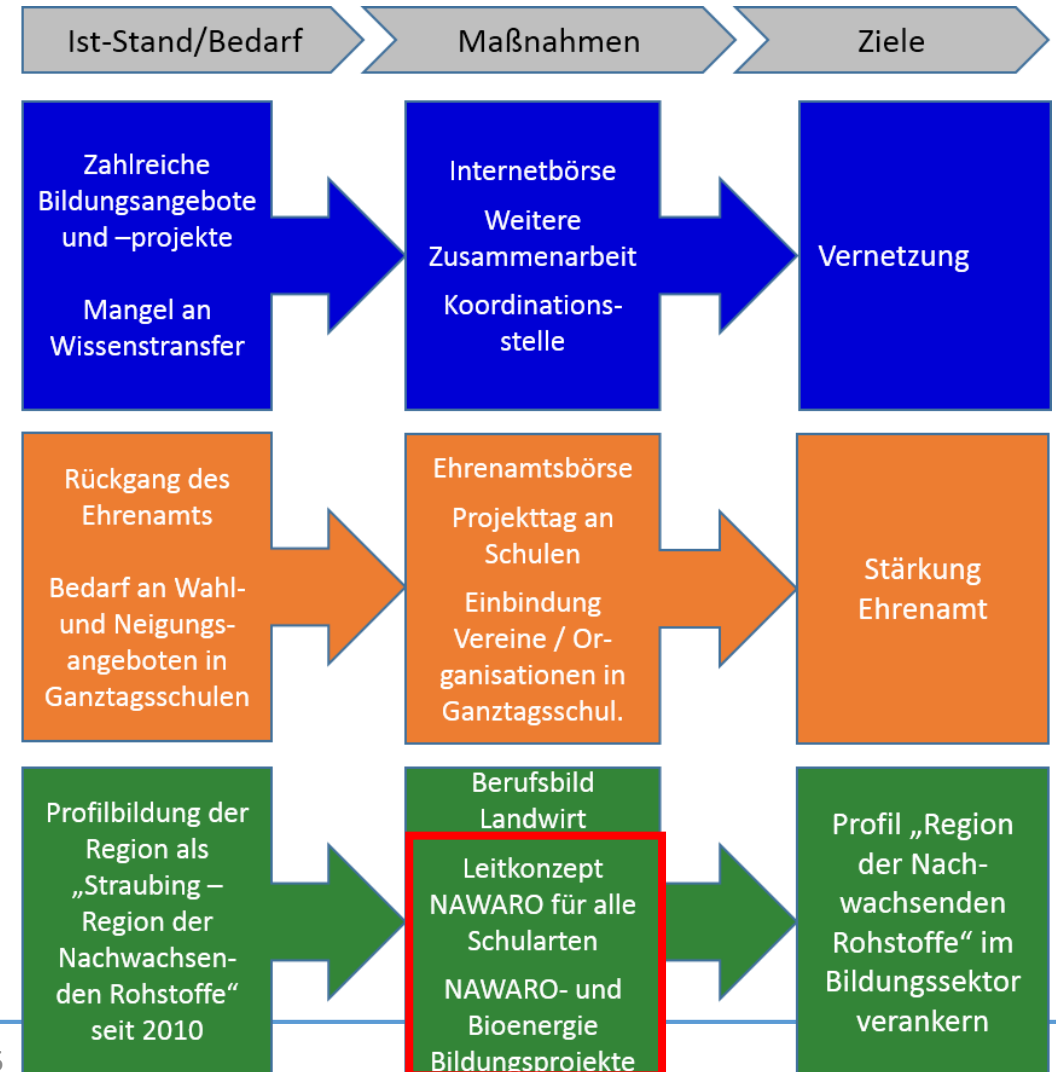 Ist-Stand/Bedarf
Maßnahmen
Ziele
Zahlreiche
Bildungsangebote
und –projekte
Mangel an
Wissenstransfer
Internetbörse
Weitere
Zusammenarbeit
Koordinations-
stelle
Vernetzung
Rückgang des
Ehrenamts
Bedarf an Wahl-
und Neigungs-
angeboten in
Ganztagsschulen
Ehrenamtsbörse
Projekttag an
Schulen
Einbindung
Vereine / Or-
ganisationen in
Ganztagsschul.
Stärkung
Ehrenamt
Profilbildung der
Region als
„Straubing –
Region der
Nachwachsen-
den Rohstoffe“
seit 2010
Berufsbild
Landwirt
Leitkonzept
NAWARO für alle
Schularten
NAWARO- und
Bioenergie
Bildungsprojekte
Profil „Region
der Nach-
wachsenden
Rohstoffe“ im
Bildungssektor
verankern